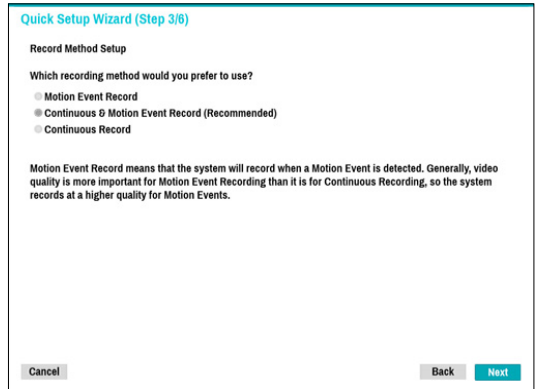 Quick Setup Wizard (Step 3/6)
Record Method Setup
Which recording method would you prefer to use?
Motion Event Record
Continuous & Motion Event Record (Recommended)
Continuous Record
Motion Event Record means that the system will record when a Motion Event is detected. Generally, video
quality is more important for Motion Event Recording than it is for Continuous Recording, so the system
records at a higher quality for Motion Events.
Cancel
Back
Next